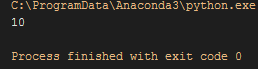 C:\ProgramData\Anaconda3\python.exe
10
Process finished with exit code 0